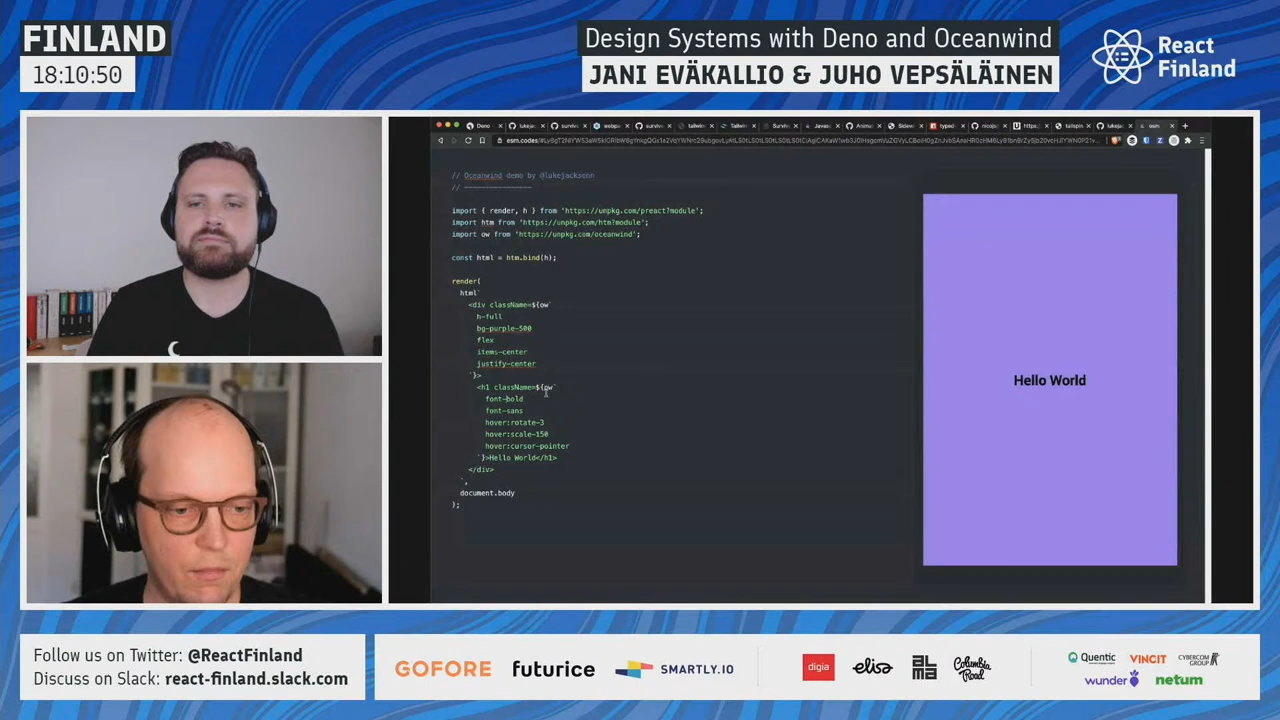 FINLAND
18:10:50
Design Systems with Deno and Oceanwind
JANI EVÄKALLIO & JUHO VEPSÄLÄINEN
React
Finland
// Oceanwind demo by @lukejacksonn
// ~~~~~~~~~~~~~~~~
import { render, h } from 'https://unpkg.com/preact?module';
import htm from 'https://unpkg.com/htm?module';
import ow from 'https://unpkg.com/oceanwind';
const html = htm.bind(h);
render(
html`
<div className=${ow`
h-full
bg-purple-500
flex
items-center
justify-center
`}>
<h1 className=${ow`
font-bold
font-sans
hover:rotate-3
hover:scale-150
hover:cursor-pointer
`}>Hello World</h1>
</div>
`,
document.body
);
Hello World
Follow us on Twitter: @ReactFinland
Discuss on Slack: react-finland.slack.com
GOFORE
futurice
SMARTLY.IO
digia
elisa
ALMA
Columbia Road
Quentic
VINCIT
CYBERCOM GROUP
wunder
netum